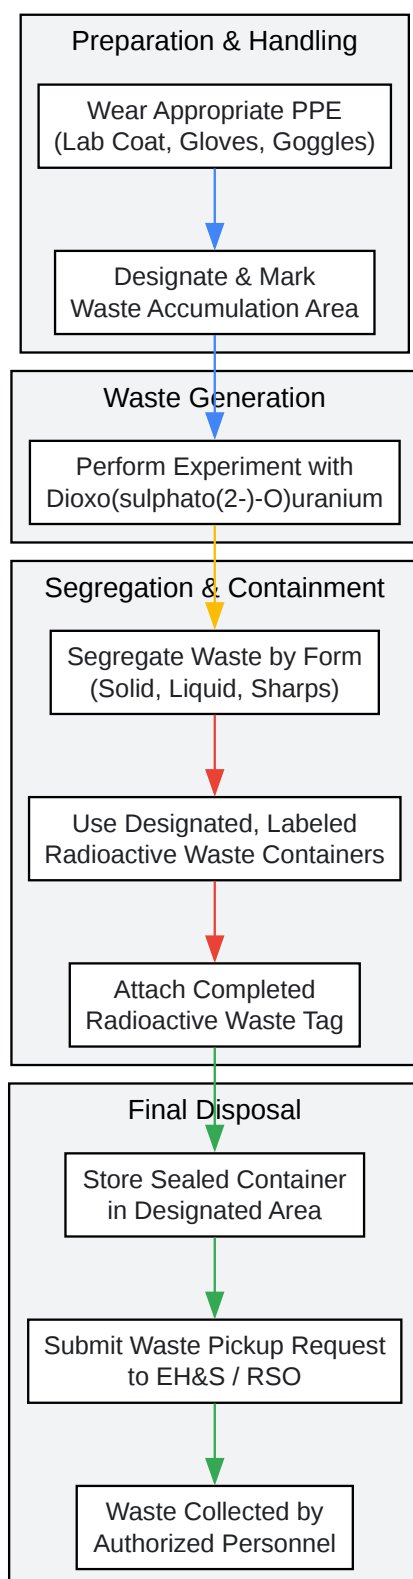 Preparation & Handling
Wear Appropriate PPE
(Lab Coat, Gloves, Goggles)
Designate & Mark
Waste Accumulation Area
Waste Generation
Perform Experiment with
Dioxo(sulphato(2-)-O)uranium
Segregation & Containment
Segregate Waste by Form
(Solid, Liquid, Sharps)
Use Designated, Labeled
Radioactive Waste Containers
Attach Completed
Radioactive Waste Tag
Final Disposal
Store Sealed Container
in Designated Area
Submit Waste Pickup Request
to EH&S / RSO
Waste Collected by
Authorized Personnel